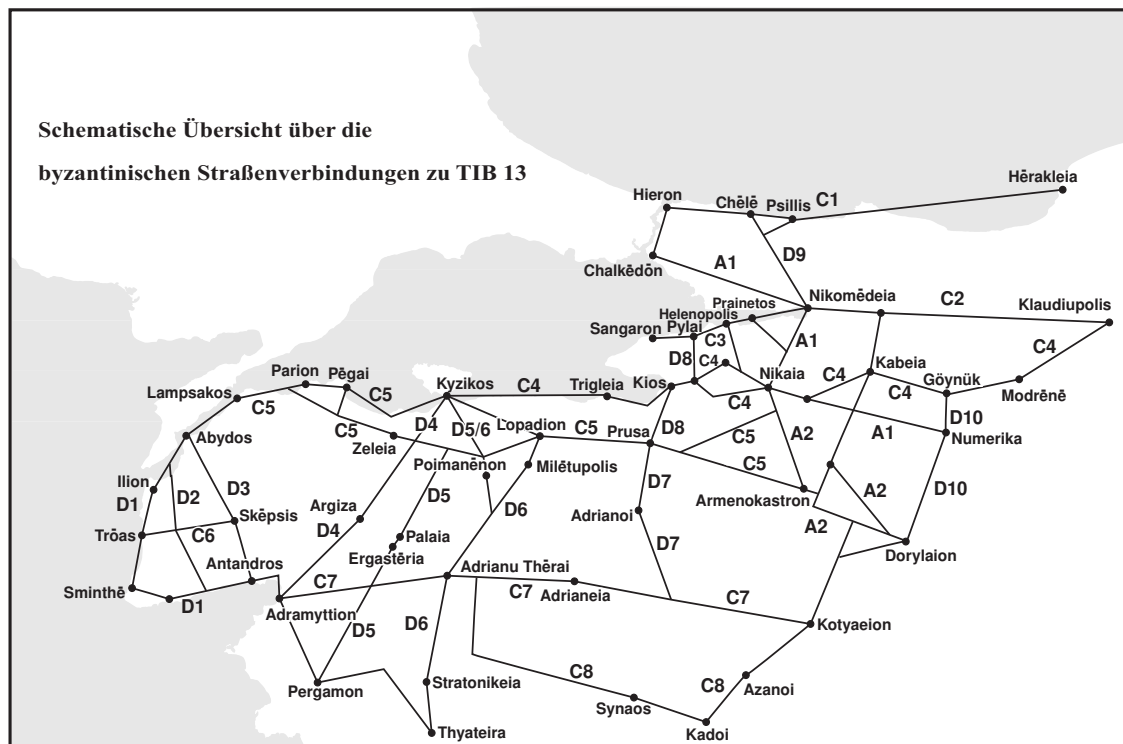 Schematische Übersicht über die
byzantinischen Straßenverbindungen zu TIB 13
Hērakleia
Hieron
Chēlē
Psillis
C1
D9
Chalkēdōn
A1
Prainetos
Nikomēdeia
C2
Klaudiupolis
Helenopolis
Sangaron
Pylai
C3
A1
D8
C4
Kabeia
C4
Parion
Pēgai
Kyzikos
C4
Trigleia
Kios
Nikaia
C4
C4
Göynük
Modrēnē
Lampsakos
C5
C5
C4
D10
C5
D4
D5/6
Lopadion
C5
Prusa
D8
C5
A2
A1
Numerika
Abydos
Zeleia
Poimanēnon
Milētupolis
C5
Ilion
D1
D2
D3
Skēpsis
Argiza
D5
D7
Armenokastron
A2
D10
Trōas
C6
D4
Palaia
D6
Adrianoi
A2
Ergastēria
D7
Dorylaion
Antandros
Adrianu Thērai
Sminthē
D1
C7
C7
Adrianeia
C7
Adramyttion
Kotyaeion
D5
D6
Pergamon
Stratonikeia
C8
C8
Azanoi
Synaos
Thyateira
Kadoi